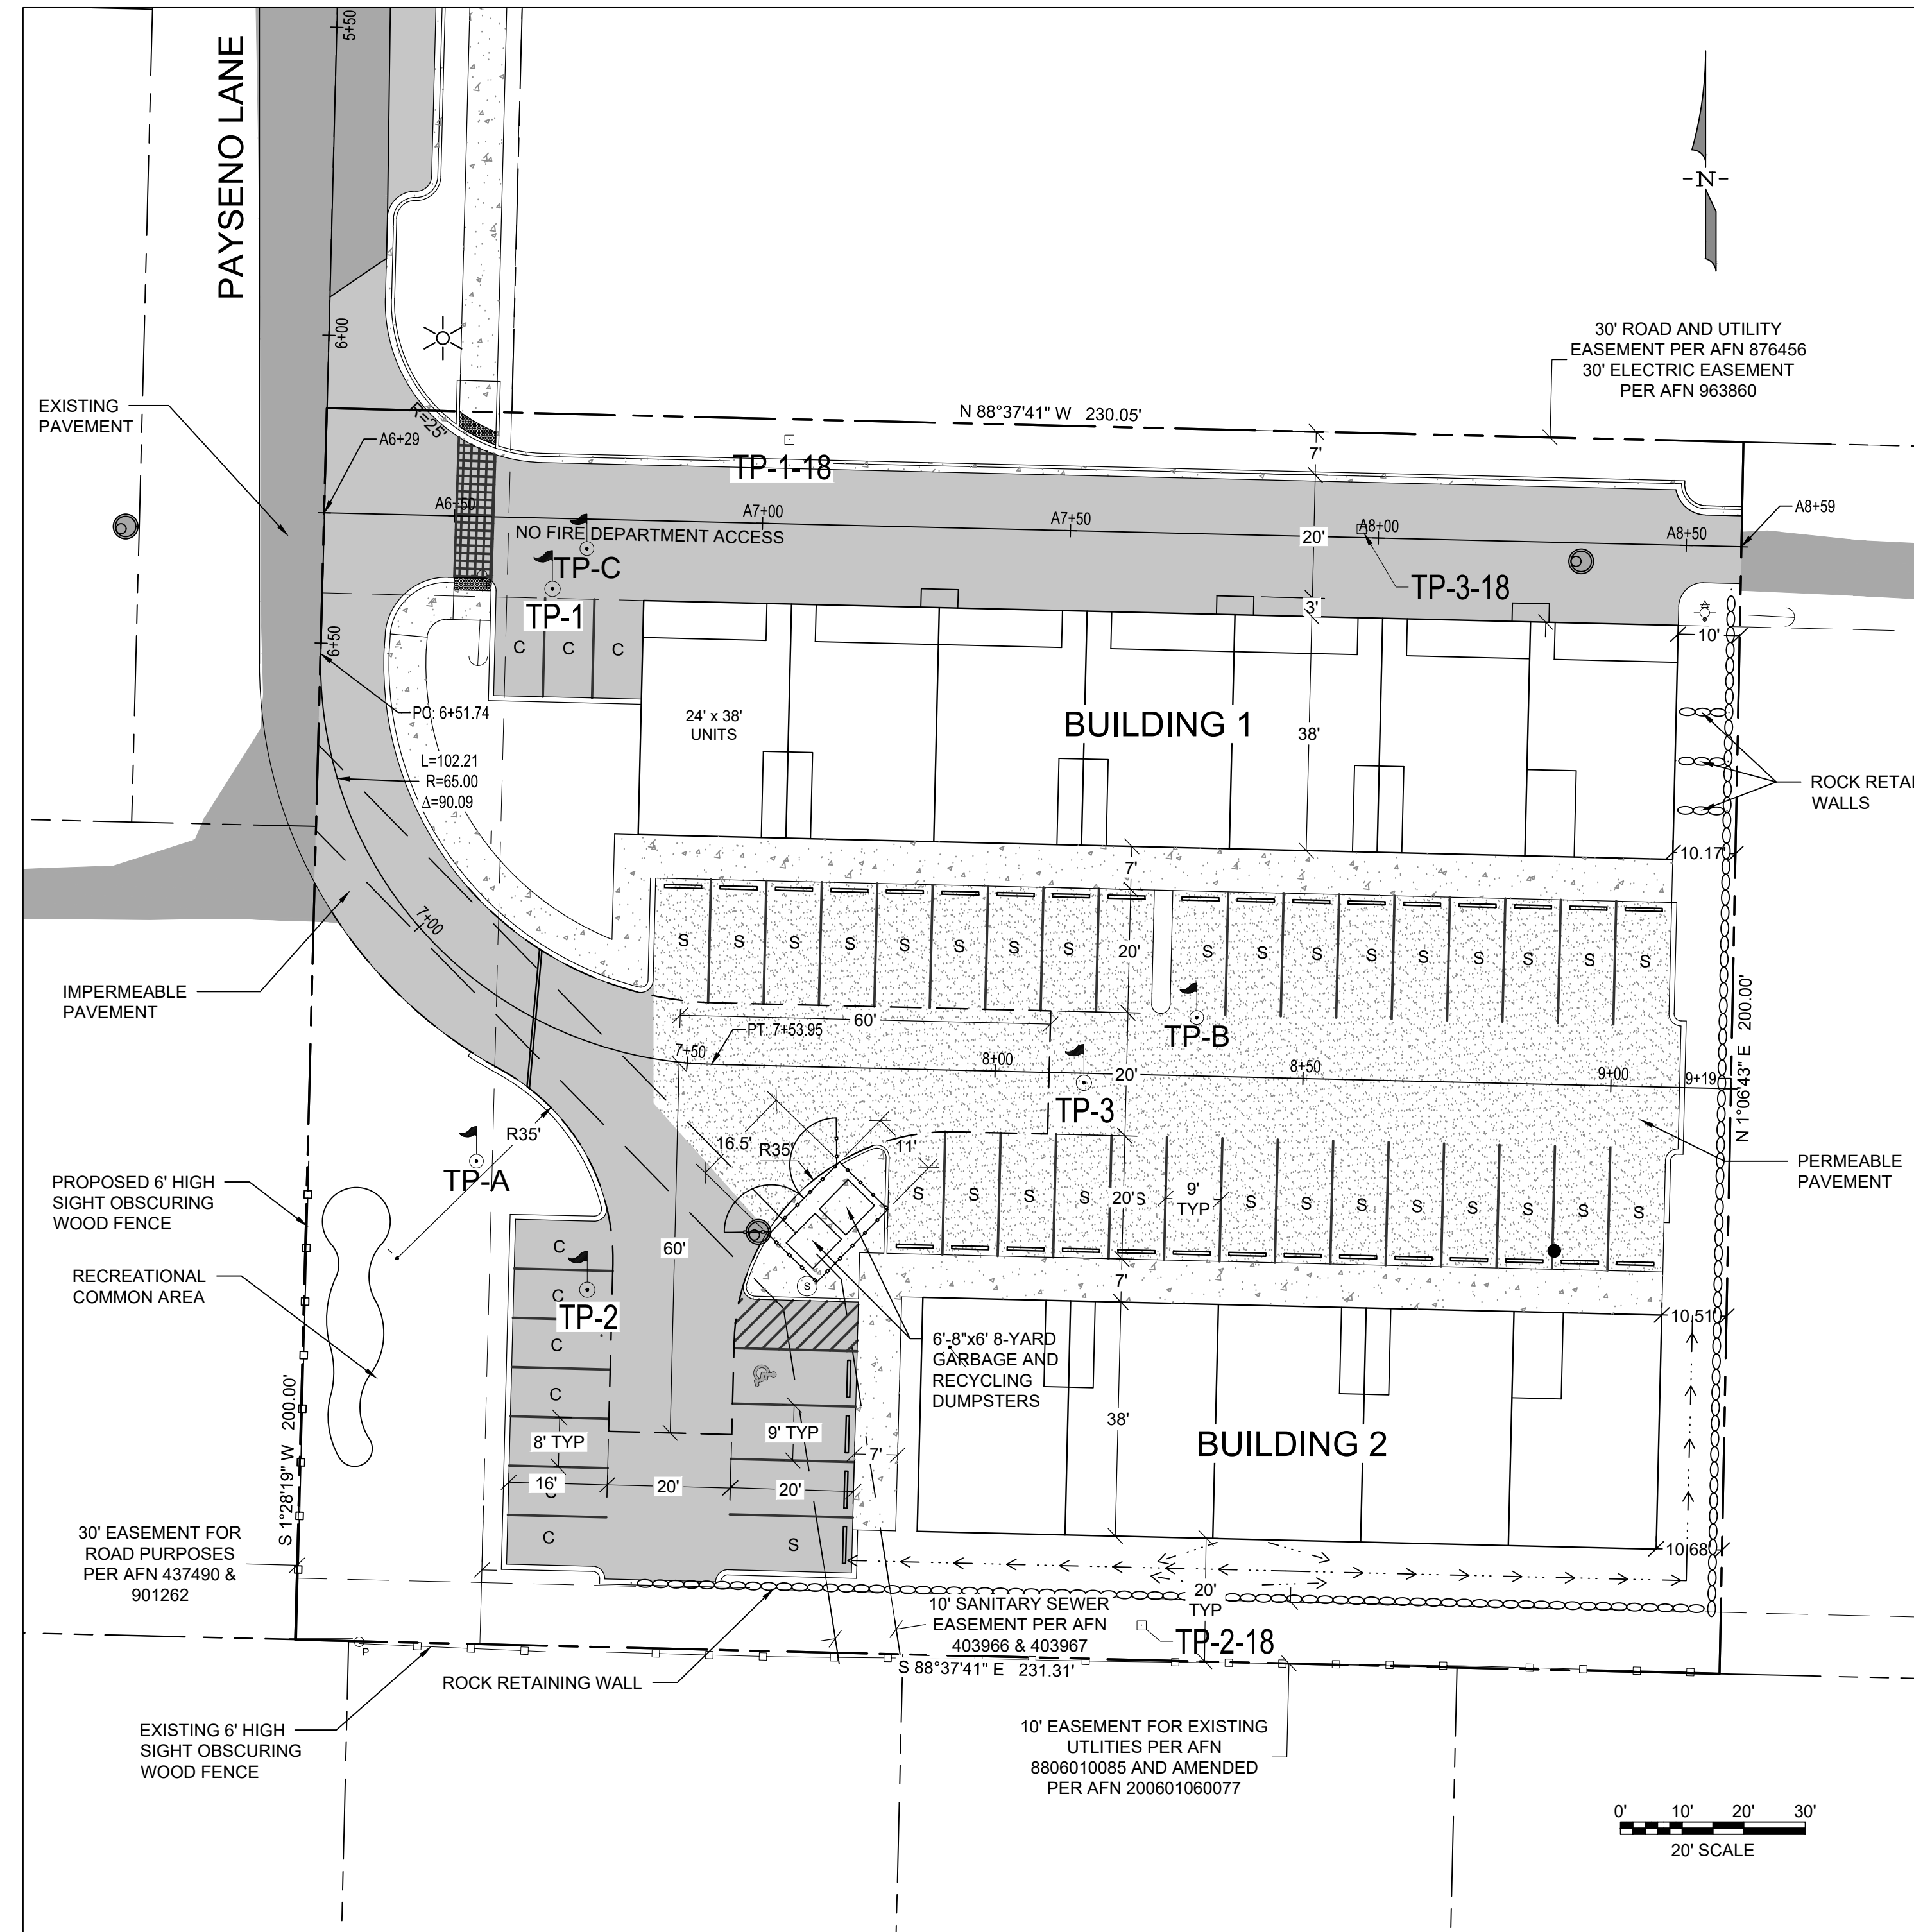 5+50
PAYSENO LANE
N
6+00
30' ROAD AND UTILITY
EASEMENT PER AFN 876456
30' ELECTRIC EASEMENT
PER AFN 963860
EXISTING
PAVEMENT
R=25'
N 88°37'41" W   230.05'
A6+29
7'
TP-1-18
A6+50
A7+00
A7+50
A8+00
A8+50
A8+59
NO FIRE DEPARTMENT ACCESS
20'
TP-C
TP-3-18
TP-1
3'
10'
6+50
C
C
C
PC: 6+51.74
24' x 38'
UNITS
BUILDING 1
38'
L=102.21
R=65.00
Δ=90.09
ROCK RETAI
WALLS
7'
10.17'
7+00
S
S
S
S
S
S
S
S
20'
S
S
S
S
S
S
S
S
S
IMPERMEABLE
PAVEMENT
60'
PT: 7+53.95
TP-B
N 1°06'43" E   200.00'
7+50
8+00
8+50
9+00
9+19
20'
TP-3
R35'
16.5'
R35'
11'
TP-A
PERMEABLE
PAVEMENT
PROPOSED 6' HIGH
SIGHT OBSCURING
WOOD FENCE
S
S
S
S
20'
S
9'
TYP
S
S
S
S
S
S
S
S
C
60'
RECREATIONAL
COMMON AREA
C
TP-2
S
7'
10.51'
C
6'-8"x6' 8-YARD
GARBAGE AND
RECYCLING
DUMPSTERS
C
8' TYP
9' TYP
7'
38'
BUILDING 2
16'
20'
20'
C
S 1°28'19" W   200.00'
30' EASEMENT FOR
ROAD PURPOSES
PER AFN 437490 &
901262
C
S
10.68'
20'
TYP
10' SANITARY SEWER
EASEMENT PER AFN
403966 & 403967
TP-2-18
P
S 88°37'41" E   231.31'
ROCK RETAINING WALL
EXISTING 6' HIGH
SIGHT OBSCURING
WOOD FENCE
10' EASEMENT FOR EXISTING
UTLITIES PER AFN
8806010085 AND AMENDED
PER AFN 200601060077
0'
10'
20'
30'
20' SCALE